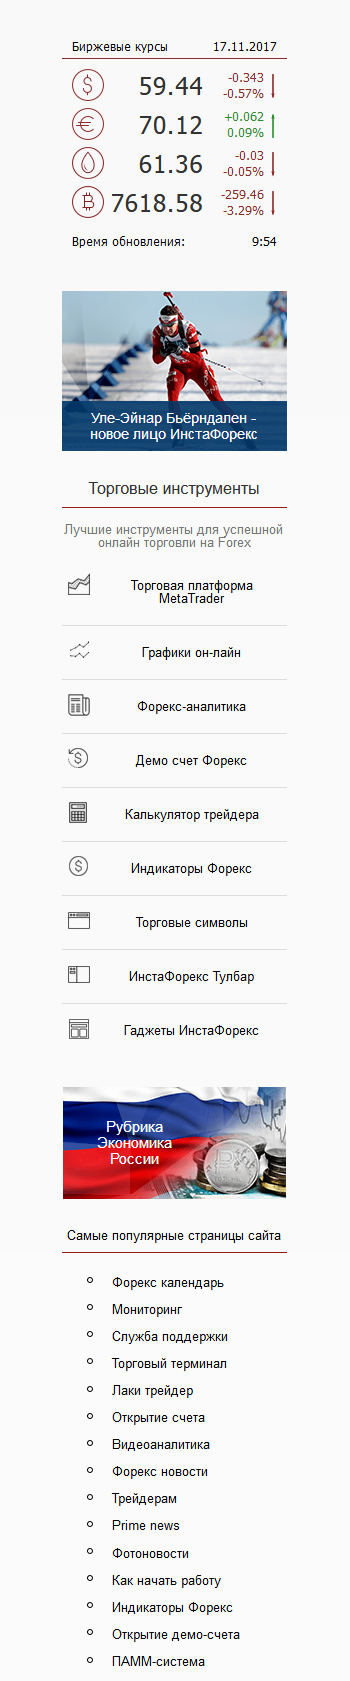 Биржевые курсы 17.11.2017
59.44 -0.343
-0.57%
70.12 +0.062
0.09%
61.36 -0.03
-0.05%
7618.58 -259.46
-3.29%
Время обновления: 9:54
Уле-Эйнар Бьёрндален -
новое лицо ИнстаФорекс
Торговые инструменты
Лучшие инструменты для успешной
онлайн торговли на Forex
Торговая платформа
MetaTrader
Графики он-лайн
Форекс-аналитика
Демо счет Форекс
Калькулятор трейдера
Индикаторы Форекс
Торговые символы
ИнстаФорекс Тулбар
Гаджеты ИнстаФорекс
Рубрика
Экономика
России
Самые популярные страницы сайта
Форекс календарь
Мониторинг
Служба поддержки
Торговый терминал
Лаки трейдер
Открытие счета
Видеоаналитика
Форекс новости
Трейдерам
Prime news
Фотоновости
Как начать работу
Индикаторы Форекс
Открытие демо-счета
ПАММ-система